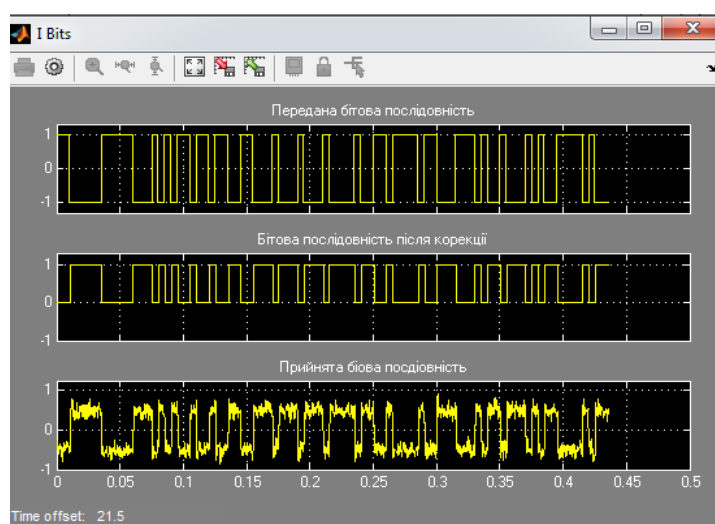 I Bits
Передана бітова послідовність
1
0
-1
Бітова послідовність після корекції
1
0
-1
Прийнята біова посдіовність
1
0
-1
0 0.05 0.1 0.15 0.2 0.25 0.3 0.35 0.4 0.45 0.5
Time offset: 21.5